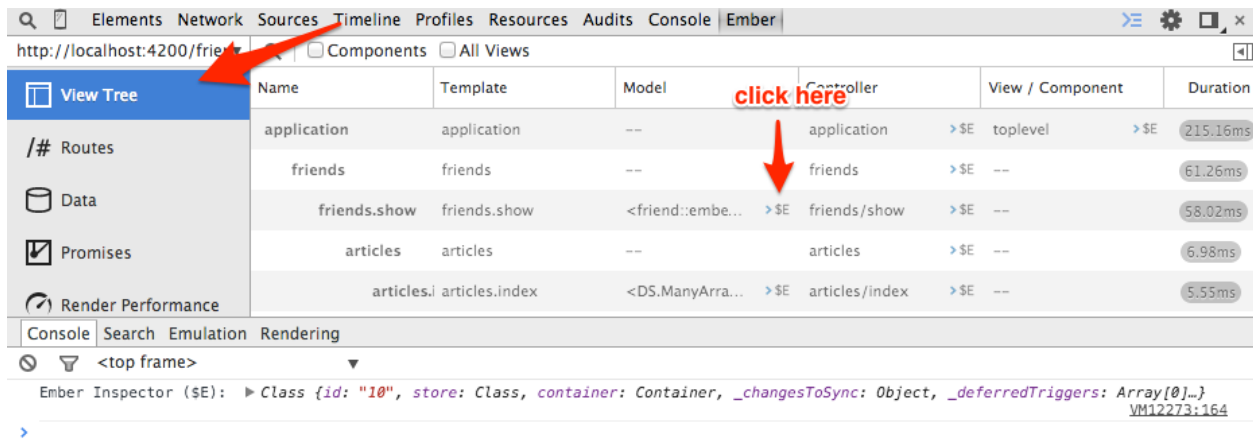 Elements Network Sources Timeline Profiles Resources Audits Console Ember
http://localhost:4200/frie
Components All Views
View Tree
/# Routes
Data
Promises
Render Performance
Name Template Model Controller View / Component Duration
click here
application application -- application >$E toplevel >$E 215.16ms
friends friends -- friends >$E -- 61.26ms
friends.show friends.show <friend::embe... >$E friends/show >$E -- 58.02ms
articles articles -- articles >$E -- 6.98ms
articles.i articles.index <DS.ManyArra... >$E articles/index >$E -- 5.55ms
Console Search Emulation Rendering
<top frame>
Ember Inspector ($E): Class {id: "10", store: Class, container: Container, _changesToSync: Object, _deferredTriggers: Array[0]…}
VM12273:164
>